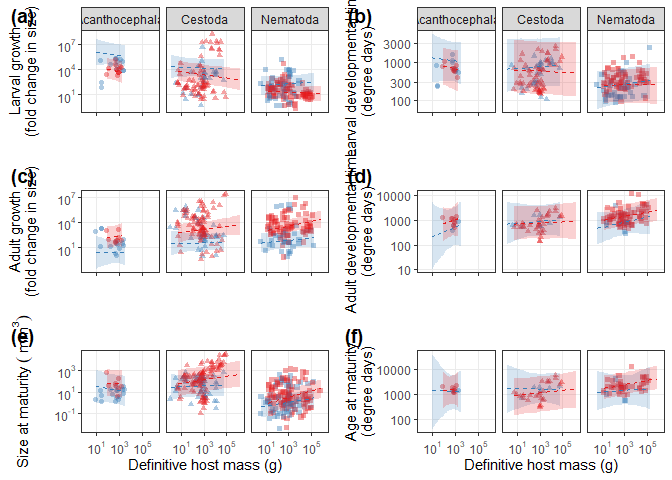 (a)
Acanthocephala
Cestoda
Nematoda
Larval growth
(fold change in size)
10^7
10^4
10^1
(b)
Acanthocephala
Cestoda
Nematoda
Larval developmental time
(degree days)
3000
1000
300
100
(c)
Adult growth
(fold change in size)
10^7
10^4
10^1
(d)
Adult developmental time
(degree days)
10000
1000
100
10
(e)
Size at maturity ( mm^3)
10^3
10^1
10^-1
10^1
10^3
10^5
10^1
10^3
10^5
10^1
10^3
10^5
Definitive host mass (g)
(f)
Age at maturity
(degree days)
10000
1000
100
10^1
10^3
10^5
10^1
10^3
10^5
10^1
10^3
10^5
Definitive host mass (g)